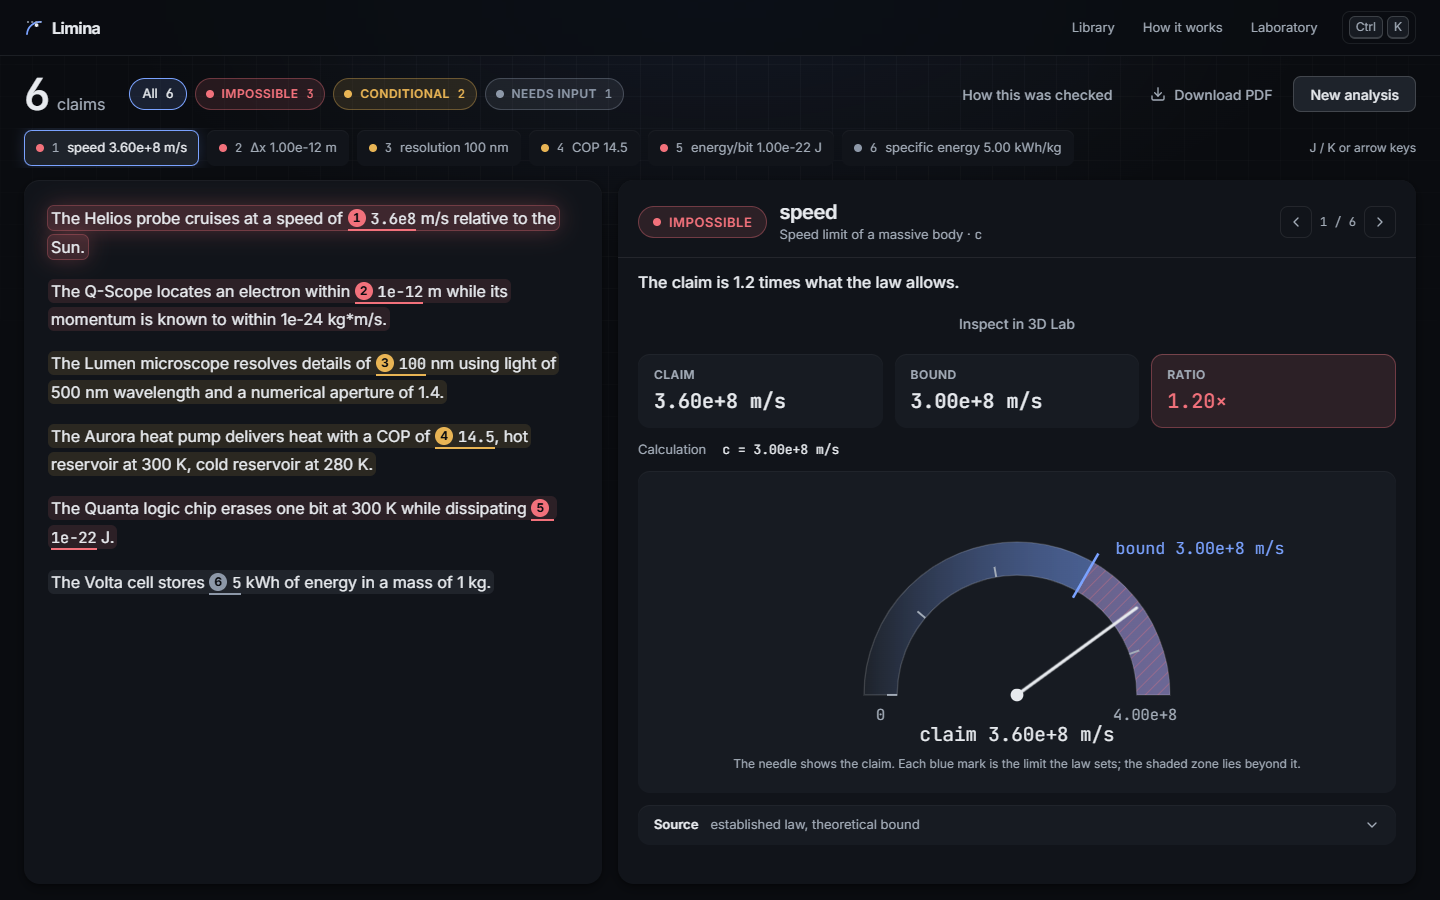 Limina
Library How it works Laboratory Ctrl K
6 claims All 6 IMPOSSIBLE 3 CONDITIONAL 2 NEEDS INPUT 1 How this was checked Download PDF New analysis
1 speed 3.60e+8 m/s 2 Δx 1.00e-12 m 3 resolution 100 nm 4 COP 14.5 5 energy/bit 1.00e-22 J 6 specific energy 5.00 kWh/kg J / K or arrow keys
The Helios probe cruises at a speed of 1 3.6e8 m/s relative to the
Sun.
The Q-Scope locates an electron within 2 1e-12 m while its
momentum is known to within 1e-24 kg*m/s.
The Lumen microscope resolves details of 3 100 nm using light of
500 nm wavelength and a numerical aperture of 1.4.
The Aurora heat pump delivers heat with a COP of 4 14.5, hot
reservoir at 300 K, cold reservoir at 280 K.
The Quanta logic chip erases one bit at 300 K while dissipating 5
1e-22 J.
The Volta cell stores 6 5 kWh of energy in a mass of 1 kg.
IMPOSSIBLE speed
Speed limit of a massive body · c
1 / 6
The claim is 1.2 times what the law allows.
Inspect in 3D Lab
CLAIM BOUND RATIO
3.60e+8 m/s 3.00e+8 m/s 1.20×
Calculation c = 3.00e+8 m/s
bound 3.00e+8 m/s
0 4.00e+8
claim 3.60e+8 m/s
The needle shows the claim. Each blue mark is the limit the law sets; the shaded zone lies beyond it.
Source established law, theoretical bound